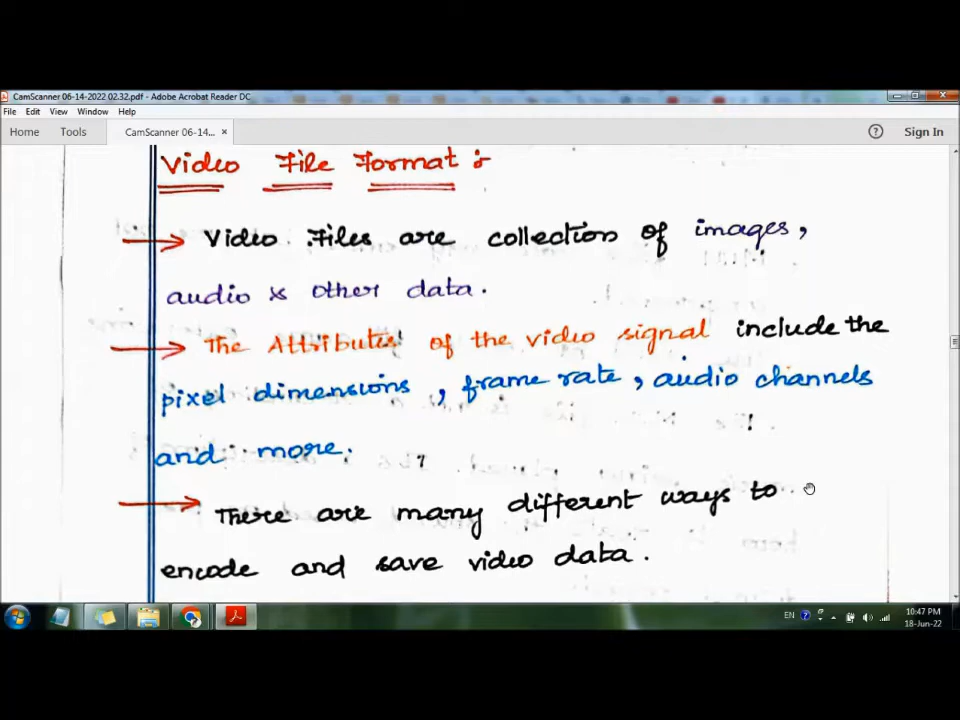 CamScanner 06-14-2022 02.32.pdf - Adobe Acrobat Reader DC
File Edit View Window Help
Home Tools CamScanner 06-14... × ? Sign In
Video File Format :-
→ Video Files are collection of images,
audio & other data.
→ The Attributes of the video signal include the
pixel dimensions, frame rate, audio channels
and more.
→ There are many different ways to
encode and save video data.
EN 10:47 PM
18-Jun-22